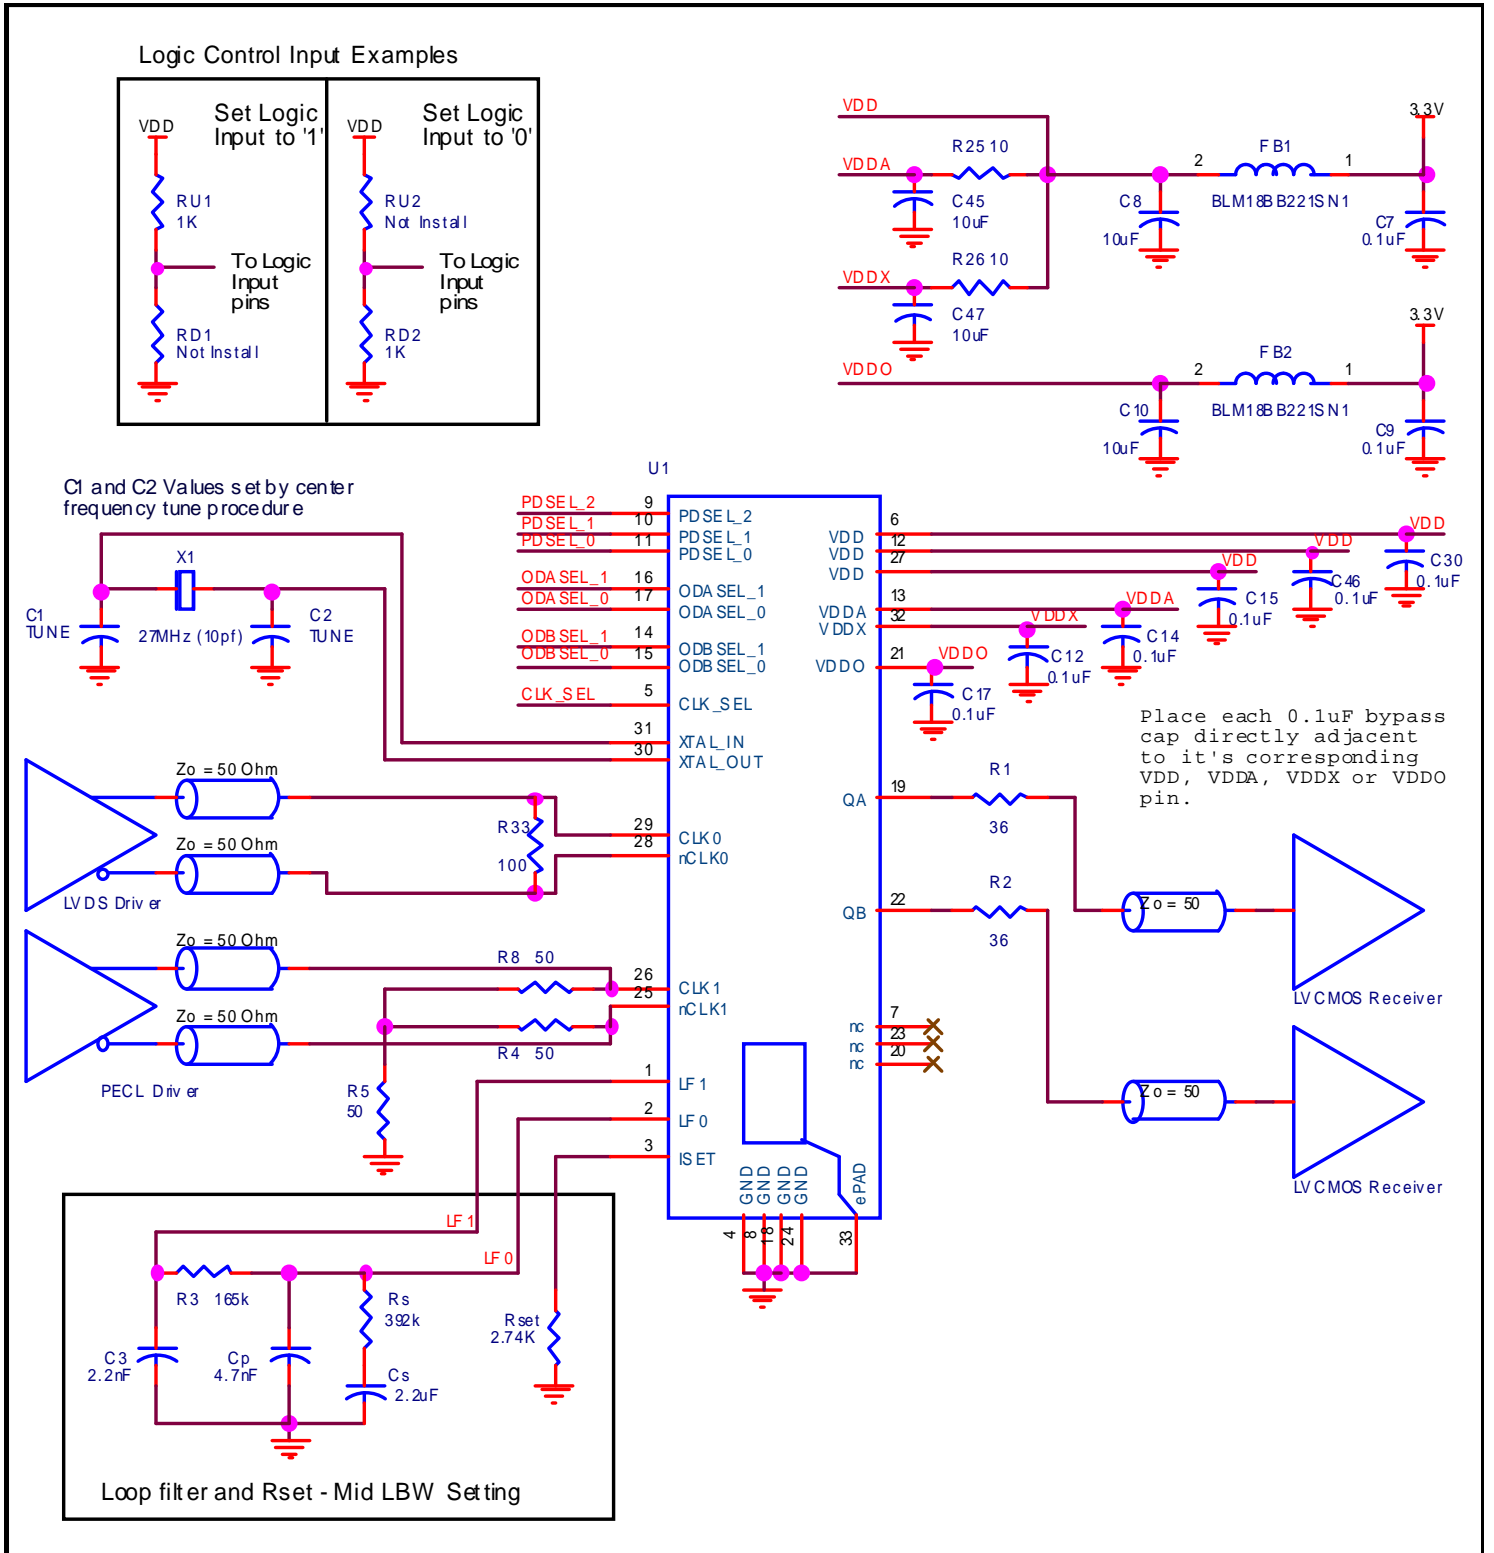 Logic Control Input Examples
Set Logic
Input to '1'
VDD
RU1
1K
To Logic
Input
pins
RD1
Not Install
Set Logic
Input to '0'
VDD
RU2
Not Install
To Logic
Input
pins
RD2
1K
VDD
VDDA
R25 10
C45
10uF
VDDX
R26 10
C47
10uF
C8
10uF
2
FB1
1
BLM18BB221SN1
3.3V
C7
0.1uF
VDDO
C10
10uF
2
FB2
1
BLM18BB221SN1
3.3V
C9
0.1uF
C1 and C2 Values set by center
frequency tune procedure
X1
C1
TUNE
27MHz (10pf)
C2
TUNE
U1
PDSEL_2
9
PDSEL_2
PDSEL_1
10
PDSEL_1
PDSEL_0
11
PDSEL_0
ODASEL_1
16
ODASEL_1
ODASEL_0
17
ODASEL_0
ODBSEL_1
14
ODBSEL_1
ODBSEL_0
15
ODBSEL_0
CLK_SEL
5
CLK_SEL
31
XTAL_IN
30
XTAL_OUT
29
CLK0
28
nCLK0
26
CLK1
25
nCLK1
1
LF1
2
LF0
3
ISET
VDD
6
VDD
VDD
12
VDD
VDD
27
VDD
VDDA
13
VDDA
VDDX
32
VDDX
VDDO
21
VDDO
C30
0.1uF
C46
0.1uF
C15
0.1uF
C14
0.1uF
C12
0.1uF
C17
0.1uF
Place each 0.1uF bypass
cap directly adjacent
to it's corresponding
VDD, VDDA, VDDX or VDDO
pin.
Zo = 50 Ohm
Zo = 50 Ohm
LVDS Driver
R33
100
Zo = 50 Ohm
Zo = 50 Ohm
PECL Driver
R8 50
R4 50
R5
50
QA
19
R1
36
Zo = 50
LVCMOS Receiver
QB
22
R2
36
Zo = 50
LVCMOS Receiver
nc
7
nc
23
nc
20
GND
GND
GND
GND
ePAD
4
8
18
24
33
LF1
LF0
R3 165k
Rs
392k
C3
2.2nF
Cp
4.7nF
Cs
2.2uF
Rset
2.74K
Loop filter and Rset - Mid LBW Setting